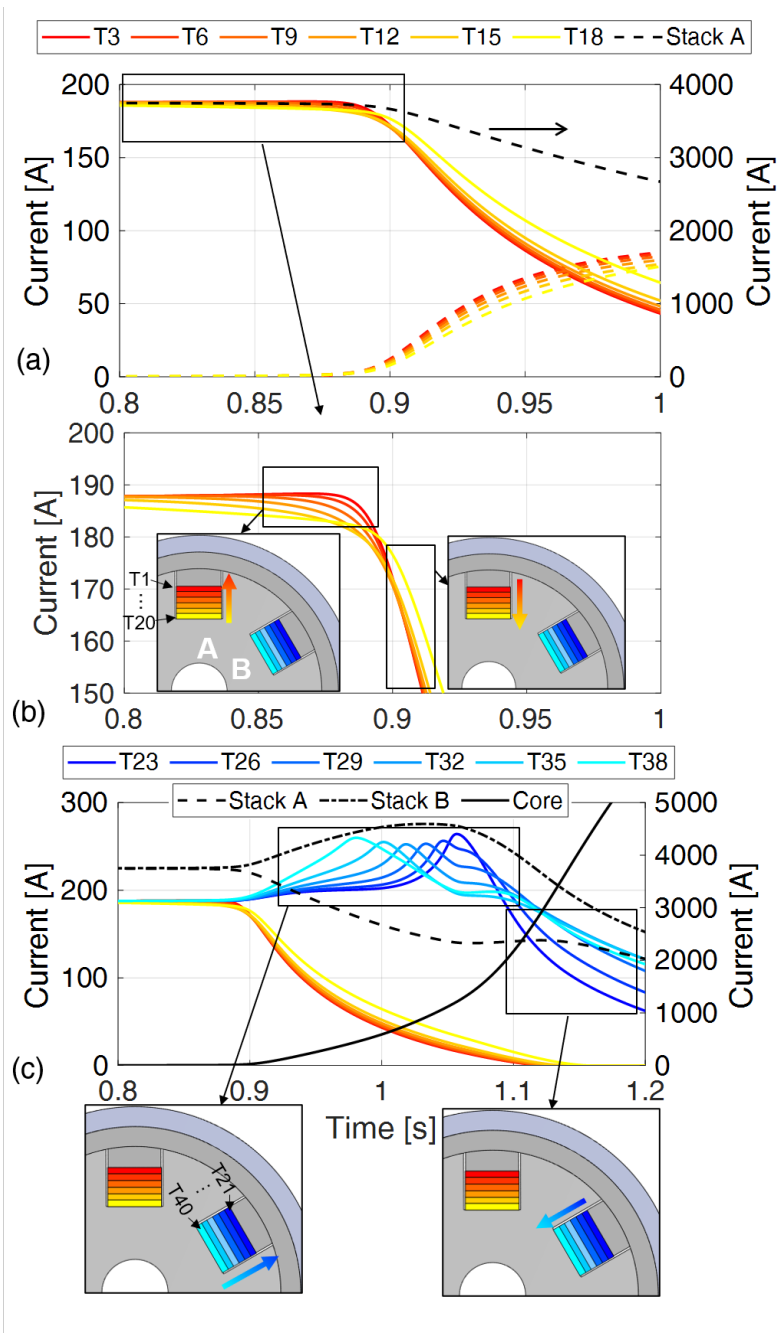 T3 T6 T9 T12 T15 T18 Stack A
200 4000
150 3000
100 2000
50 1000
0 0
Current [A]
Current [A]
0.8 0.85 0.9 0.95 1
(a)
200
190
180
170
160
150
Current [A]
T1
⋮
T20
A
B
0.8 0.85 0.9 0.95 1
(b)
T23 T26 T29 T32 T35 T38
Stack A Stack B Core
300 5000
4000
200
3000
2000
100
1000
0 0
Current [A]
Current [A]
0.8 0.9 1 1.1 1.2
(c)
Time [s]
T21
...
T40